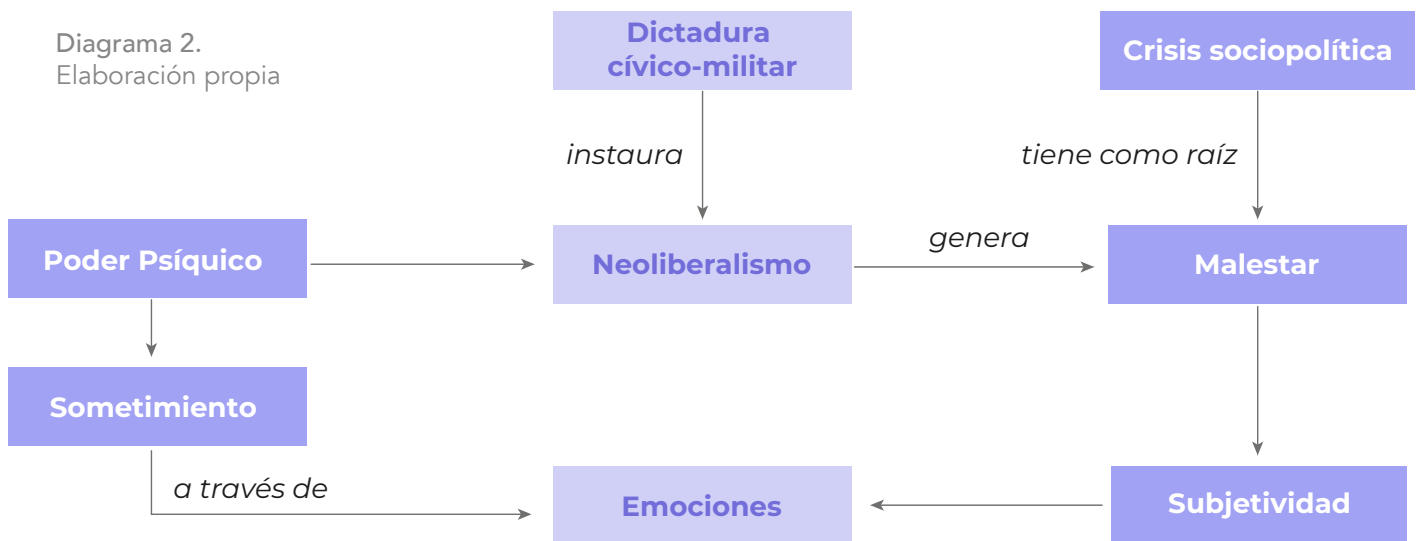 Diagrama 2.
Elaboración propia
Dictadura
cívico-militar
Crisis sociopolítica
instaura
tiene como raíz
Poder Psíquico
Neoliberalismo
genera
Malestar
Sometimiento
a través de
Emociones
Subjetividad